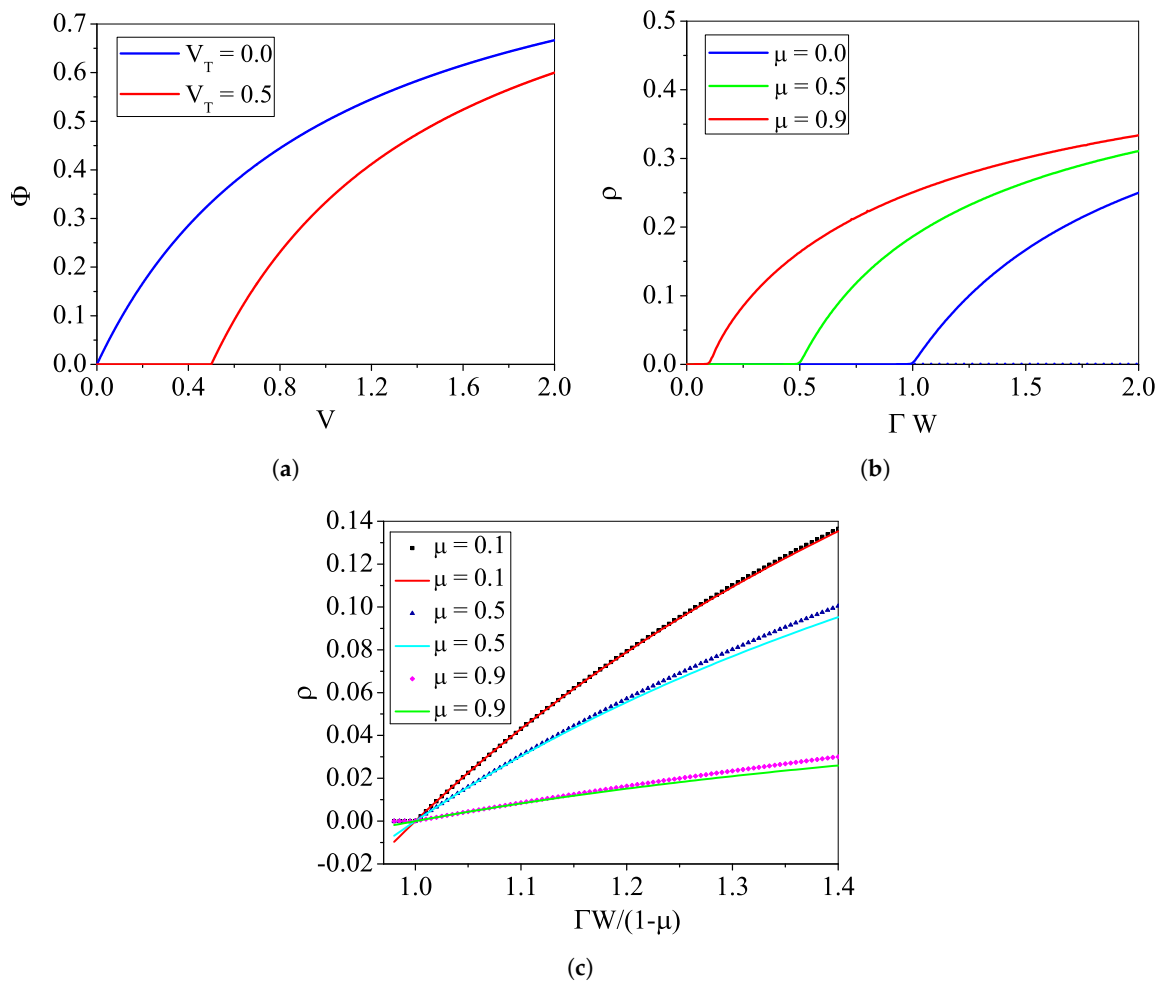 0.7
0.6
0.5
0.4
0.3
0.2
0.1
0.0
Φ
V_T = 0.0
V_T = 0.5
0.0 0.4 0.8 1.2 1.6 2.0
V
(a)
0.5
0.4
0.3
0.2
0.1
0.0
ρ
μ = 0.0
μ = 0.5
μ = 0.9
0.0 0.5 1.0 1.5 2.0
Γ W
(b)
0.14
0.12
0.10
0.08
0.06
0.04
0.02
0.00
-0.02
ρ
μ = 0.1
μ = 0.1
μ = 0.5
μ = 0.5
μ = 0.9
μ = 0.9
1.0 1.1 1.2 1.3 1.4
ΓW/(1-μ)
(c)